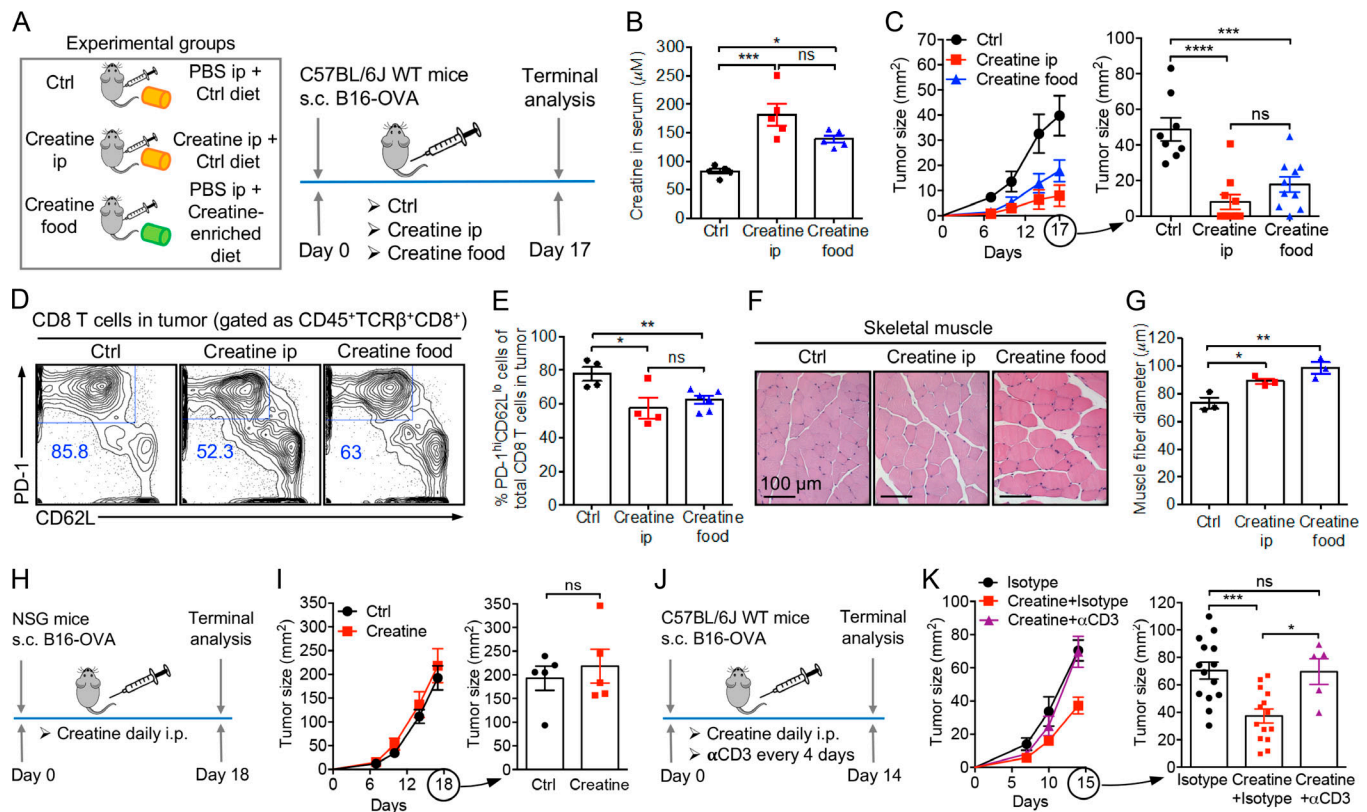 A
Experimental groups
Ctrl
PBS ip +
Ctrl diet
Creatine
ip
Creatine ip +
Ctrl diet
Creatine
food
PBS ip +
Creatine-
enriched
diet
C57BL/6J WT mice
s.c. B16-OVA
Terminal
analysis
➢ Ctrl
➢ Creatine ip
➢ Creatine food
Day 0
Day 17
B
Creatine in serum (μM)
300
250
200
150
100
50
0
*
***
ns
Ctrl
Creatine
ip
Creatine
food
C
Ctrl
Creatine ip
Creatine food
Tumor size (mm²)
70
60
50
40
30
20
10
0
0
6
12
17
Days
Tumor size (mm²)
100
80
60
40
20
0
***
****
ns
Ctrl
Creatine
ip
Creatine
food
D
CD8 T cells in tumor (gated as CD45⁺TCRβ⁺CD8⁺)
Ctrl
Creatine ip
Creatine food
85.8
52.3
63
PD-1
CD62L
E
% PD-1ʰⁱCD62Lˡᵒ cells of
total CD8 T cells in tumor
100
80
60
40
20
0
**
*
ns
Ctrl
Creatine
ip
Creatine
food
F
Skeletal muscle
Ctrl
Creatine ip
Creatine food
100 μm
G
Muscle fiber diameter (μm)
120
100
80
60
40
20
0
**
*
Ctrl
Creatine
ip
Creatine
food
H
NSG mice
s.c. B16-OVA
Terminal
analysis
➢ Creatine daily i.p.
Day 0
Day 18
I
Ctrl
Creatine
Tumor size (mm²)
350
300
250
200
150
100
50
0
0
6
12
18
Days
Tumor size (mm²)
350
300
250
200
150
100
50
0
ns
Ctrl
Creatine
J
C57BL/6J WT mice
s.c. B16-OVA
Terminal
analysis
➢ Creatine daily i.p.
➢ αCD3 every 4 days
Day 0
Day 14
K
Isotype
Creatine+Isotype
Creatine+αCD3
Tumor size (mm²)
100
80
60
40
20
0
0
5
10
15
Days
Tumor size (mm²)
120
100
80
60
40
20
0
ns
***
*
Isotype
Creatine
+Isotype
Creatine
+αCD3